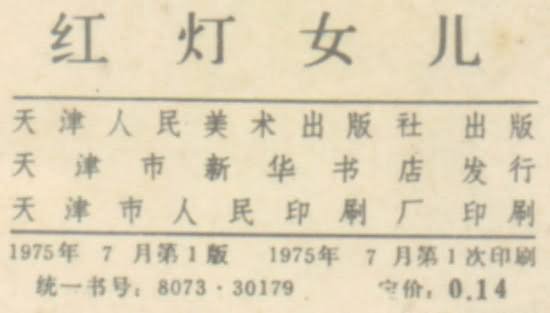 红灯女儿
天津人民美术出版社 出版
天津市新华书店发行
天津市人民印刷厂印刷
1975年 7 月第1版 1975年 7 月第1次印刷
统一书号：8073·30179 定价：0.14